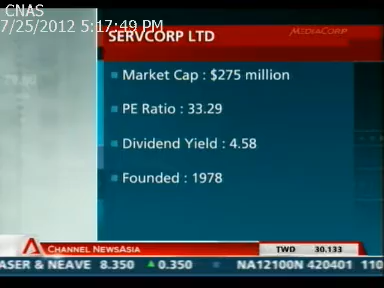 CNAS
7/25/2012 5:17:49 PM
SERVCORP LTD
MEDIACORP
Market Cap : $275 million
PE Ratio : 33.29
Dividend Yield : 4.58
Founded : 1978
CHANNEL NEWSASIA
TWD 30.133
ASER & NEAVE 8.350 ▲0.350 NA12100N 420401 110